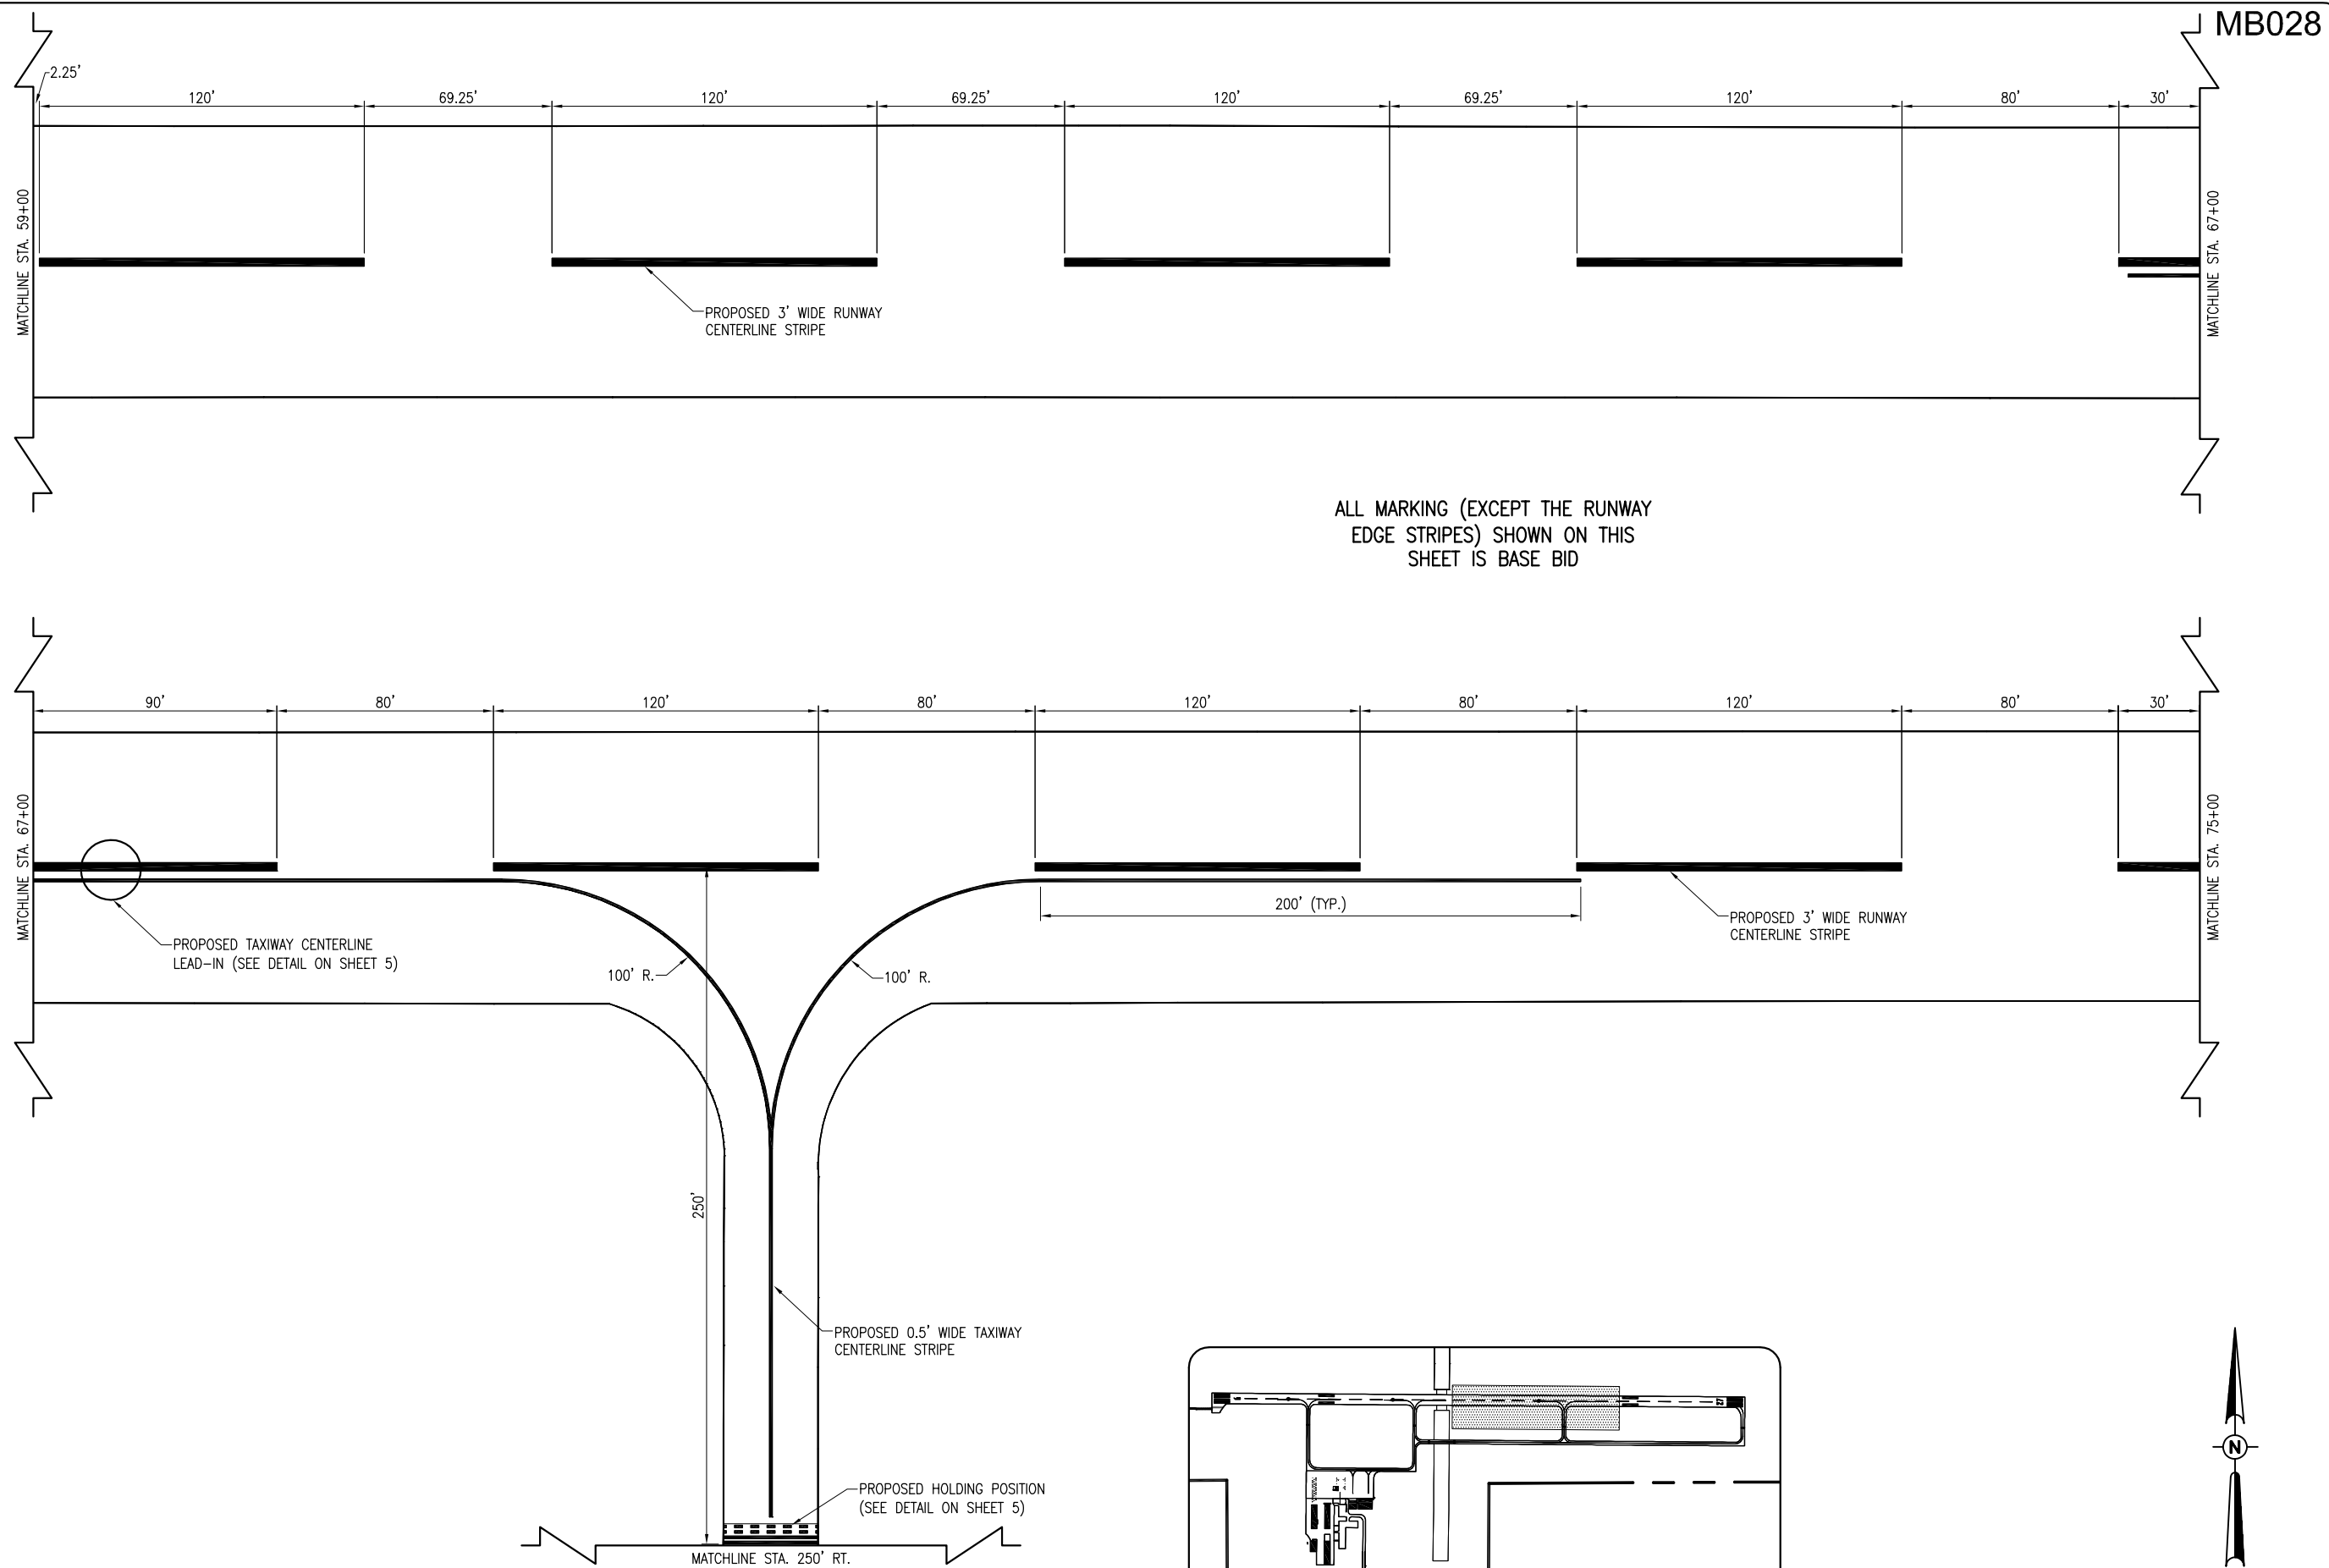 MB028
2.25'
120'
69.25'
120'
69.25'
120'
69.25'
120'
80'
30'
MATCHLINE STA. 59+00
MATCHLINE STA. 67+00
PROPOSED 3' WIDE RUNWAY
CENTERLINE STRIPE
ALL MARKING (EXCEPT THE RUNWAY
EDGE STRIPES) SHOWN ON THIS
SHEET IS BASE BID
90'
80'
120'
80'
120'
80'
120'
80'
30'
MATCHLINE STA. 67+00
MATCHLINE STA. 75+00
PROPOSED TAXIWAY CENTERLINE
LEAD-IN (SEE DETAIL ON SHEET 5)
100' R.
100' R.
200' (TYP.)
PROPOSED 3' WIDE RUNWAY
CENTERLINE STRIPE
250'
PROPOSED 0.5' WIDE TAXIWAY
CENTERLINE STRIPE
PROPOSED HOLDING POSITION
(SEE DETAIL ON SHEET 5)
MATCHLINE STA. 250' RT.
27
N